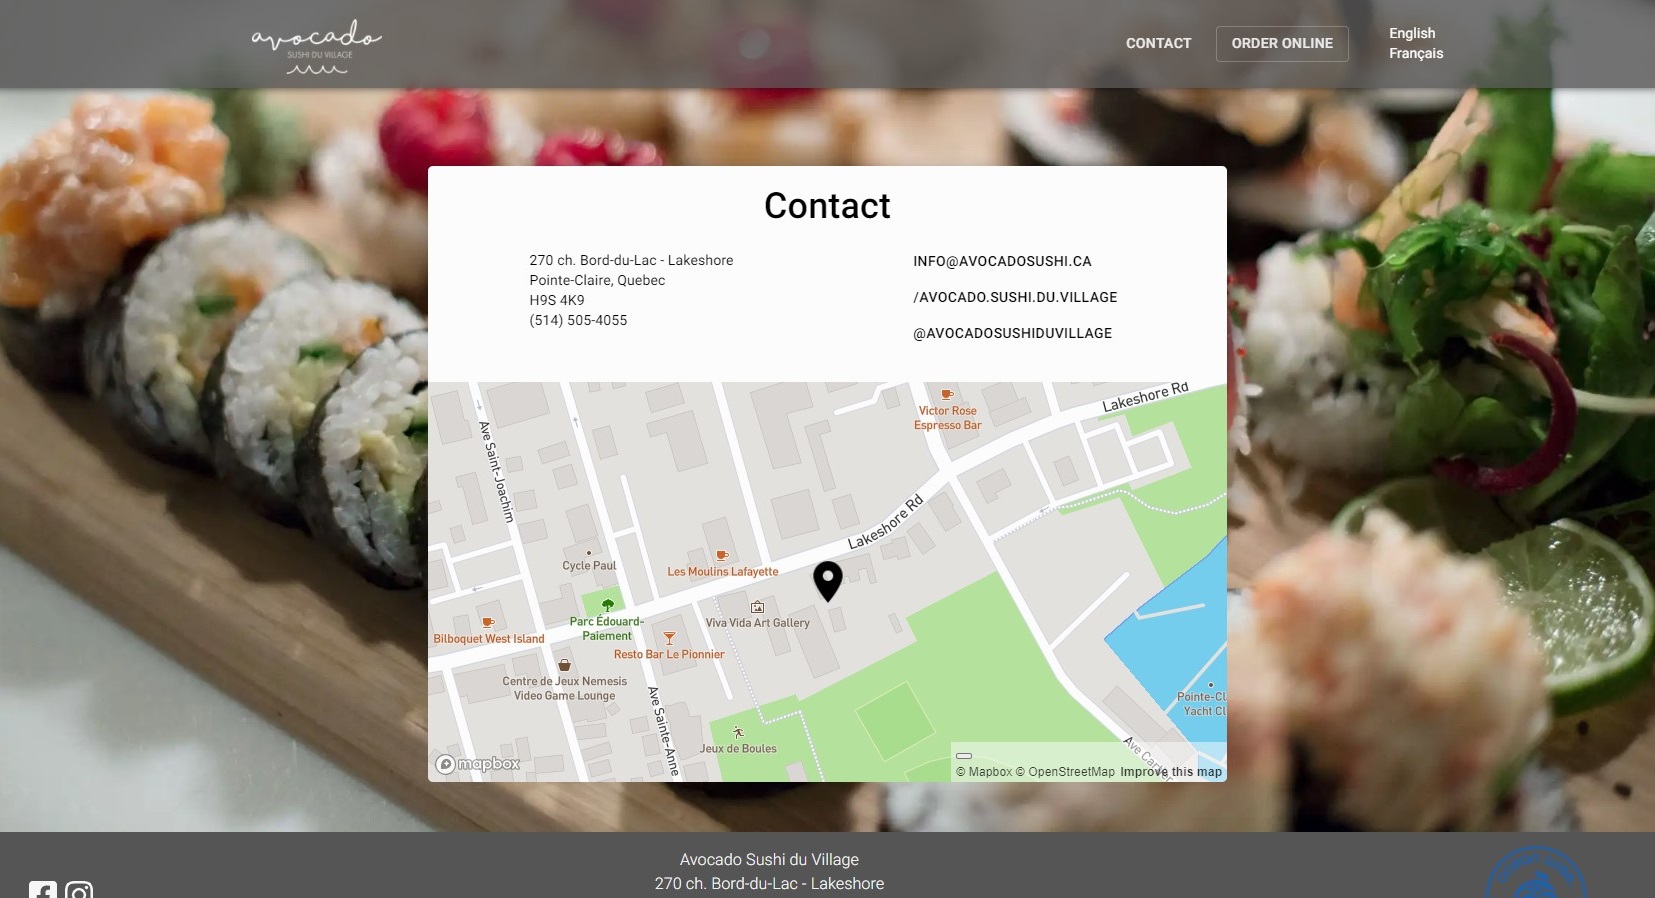 avocado
SUSHI DU VILLAGE
CONTACT
ORDER ONLINE
English
Français
Contact
270 ch. Bord-du-Lac - Lakeshore
Pointe-Claire, Quebec
H9S 4K9
(514) 505-4055
INFO@AVOCADOSUSHI.CA
/AVOCADO.SUSHI.DU.VILLAGE
@AVOCADOSUSHIDUVILLAGE
Lakeshore Rd
Victor Rose
Espresso Bar
Ave Saint-Joachim
Lakeshore Rd
Cycle Paul
Les Moulins Lafayette
Parc Édouard-
Paiement
Viva Vida Art Gallery
Bilboquet West Island
Resto Bar Le Pionnier
Centre de Jeux Nemesis
Video Game Lounge
Ave Sainte-Anne
Jeux de Boules
Pointe-Cl
Yacht Cl
Ave Cartier
mapbox
© Mapbox © OpenStreetMap Improve this map
Avocado Sushi du Village
270 ch. Bord-du-Lac - Lakeshore